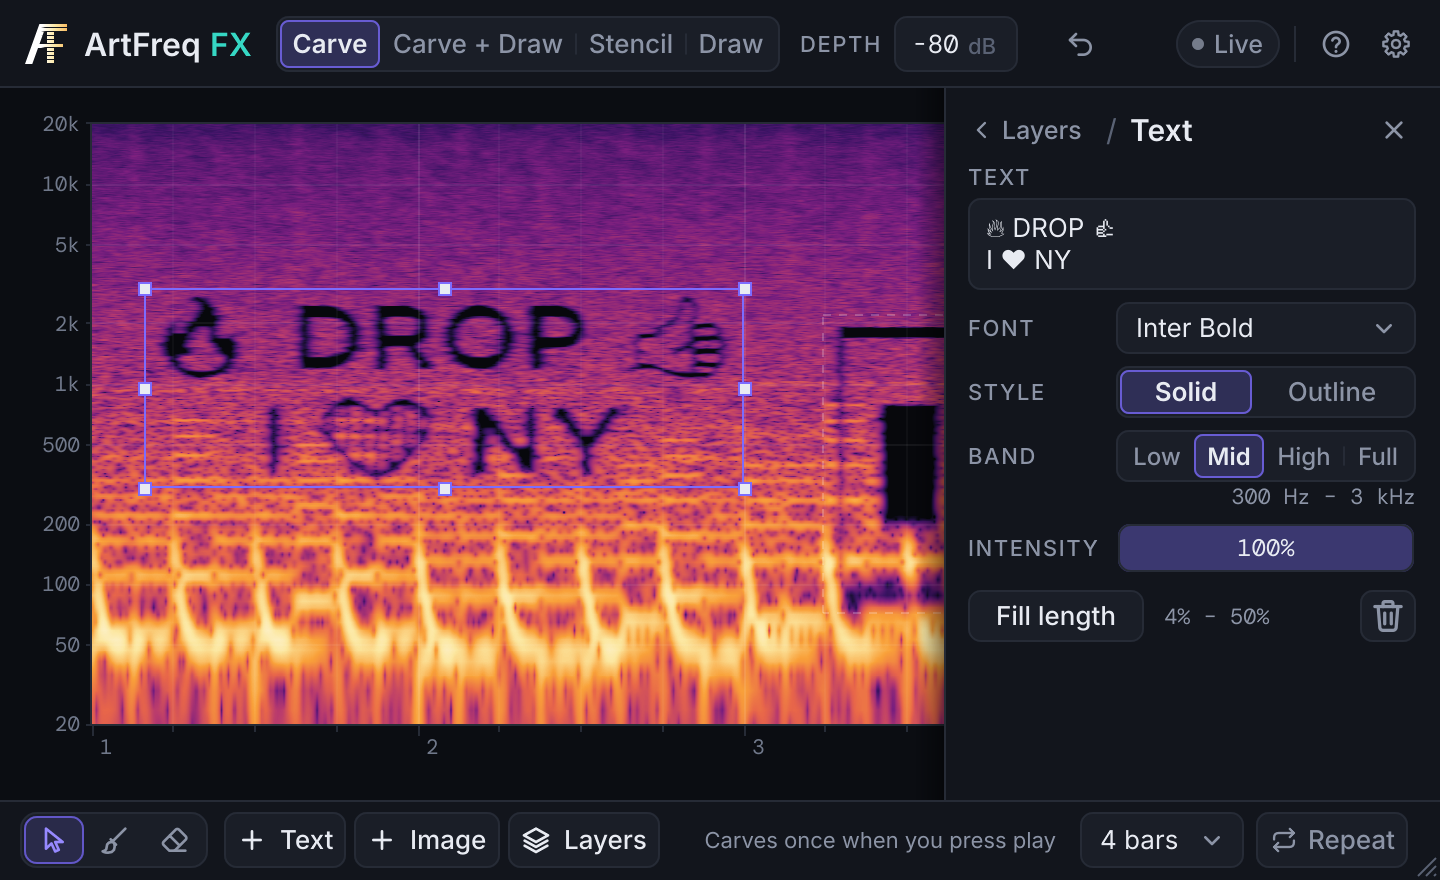 ArtFreq FX
Carve
Carve + Draw
Stencil
Draw
DEPTH
-80 dB
Live
Layers / Text
TEXT
🔥 DROP 👍
I ♥ NY
FONT
Inter Bold
STYLE
Solid
Outline
BAND
Low
Mid
High
Full
300 Hz – 3 kHz
INTENSITY
100%
Fill length
4% – 50%
20k
10k
5k
2k
1k
500
200
100
50
20
🔥 DROP 👍
I ♥ NY
1
2
3
+ Text
+ Image
Layers
Carves once when you press play
4 bars
Repeat